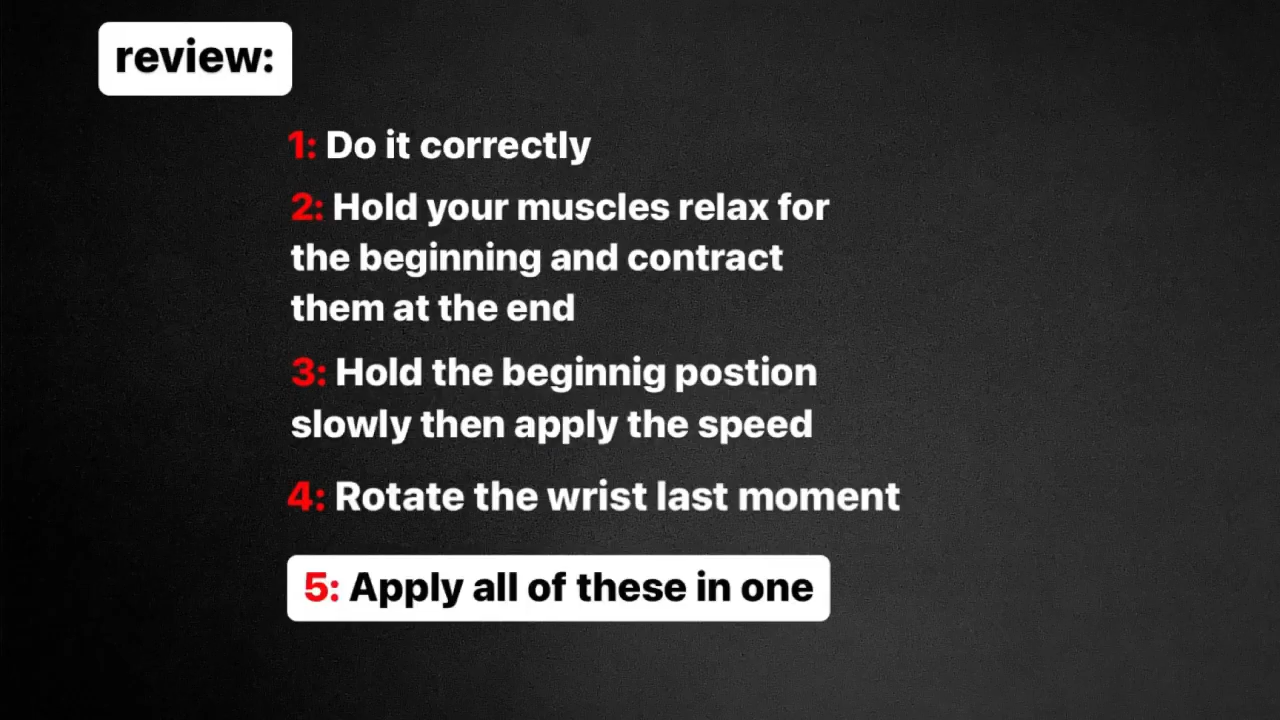 review:
1: Do it correctly
2: Hold your muscles relax for
the beginning and contract
them at the end
3: Hold the beginnig postion
slowly then apply the speed
4: Rotate the wrist last moment
5: Apply all of these in one